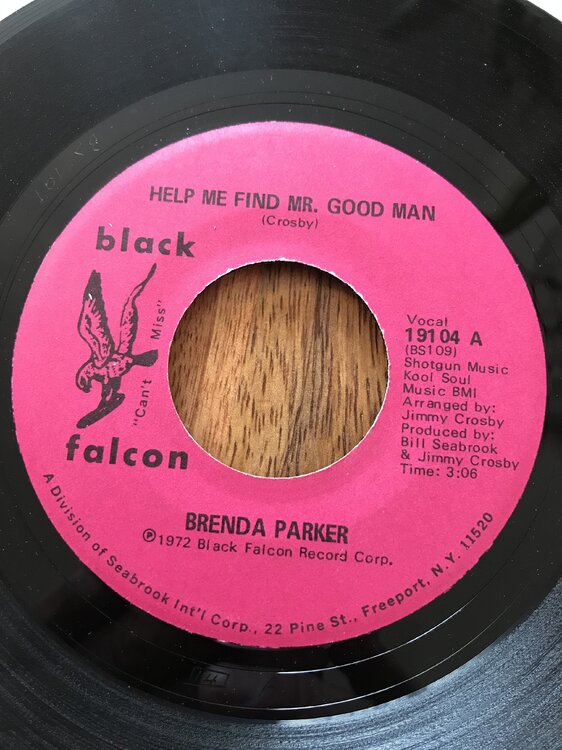 HELP ME FIND MR. GOOD MAN
(Crosby)
black
"Can't Miss"
falcon
Vocal
19104 A
(BS109)
Shotgun Music
Kool Soul
Music BMI
Arranged by:
Jimmy Crosby
Produced by:
Bill Seabrook
& Jimmy Crosby
Time: 3:06
BRENDA PARKER
℗1972 Black Falcon Record Corp.
A Division of Seabrook Int'l Corp., 22 Pine St., Freeport, N.Y. 11520